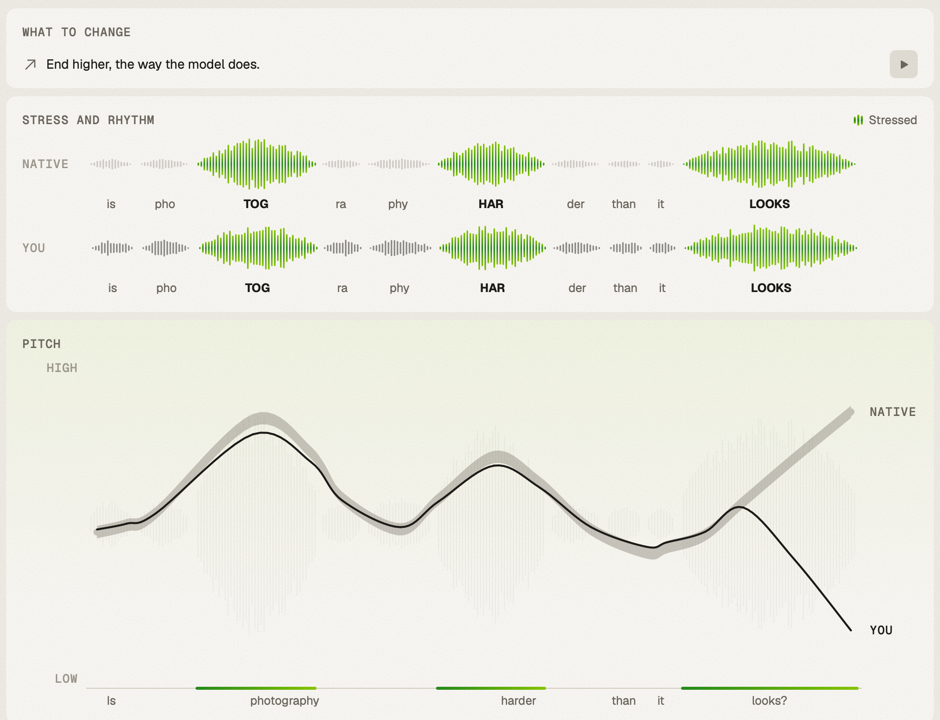 WHAT TO CHANGE
End higher, the way the model does.
STRESS AND RHYTHM Stressed
NATIVE
is pho TOG ra phy HAR der than it LOOKS
YOU
is pho TOG ra phy HAR der than it LOOKS
PITCH
HIGH
NATIVE
YOU
LOW
Is photography harder than it looks?